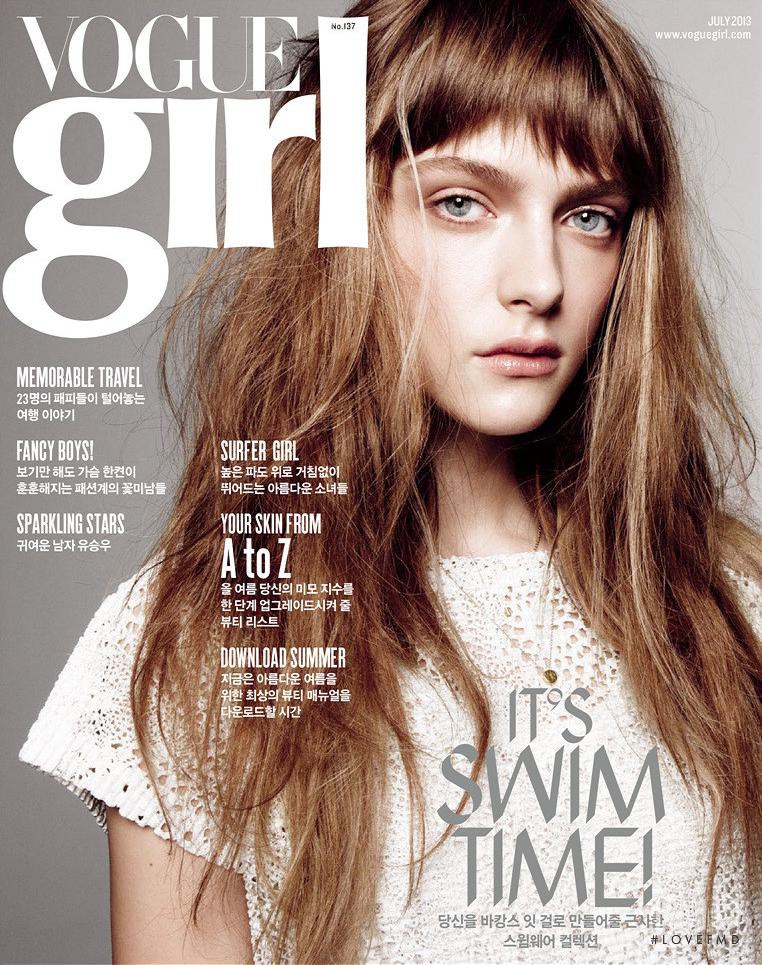 VOGUE
girl
No.137
JULY2013
www.voguegirl.com
MEMORABLE TRAVEL
23명의 패피들이 털어놓는
여행 이야기
FANCY BOYS!
보기만 해도 가슴 한켠이
훈훈해지는 패션계의 꽃미남들
SPARKLING STARS
귀여운 남자 유승우
SURFER GIRL
높은 파도 위로 거침없이
뛰어드는 아름다운 소녀들
YOUR SKIN FROM
A to Z
올 여름 당신의 미모 지수를
한 단계 업그레이드시켜 줄
뷰티 리스트
DOWNLOAD SUMMER
지금은 아름다운 여름을
위한 최상의 뷰티 매뉴얼을
다운로드할 시간
IT'S
SWIM
TIME!
당신을 바캉스 잇 걸로 만들어줄 근사한
스윔웨어 컬렉션
#LOVEFMD